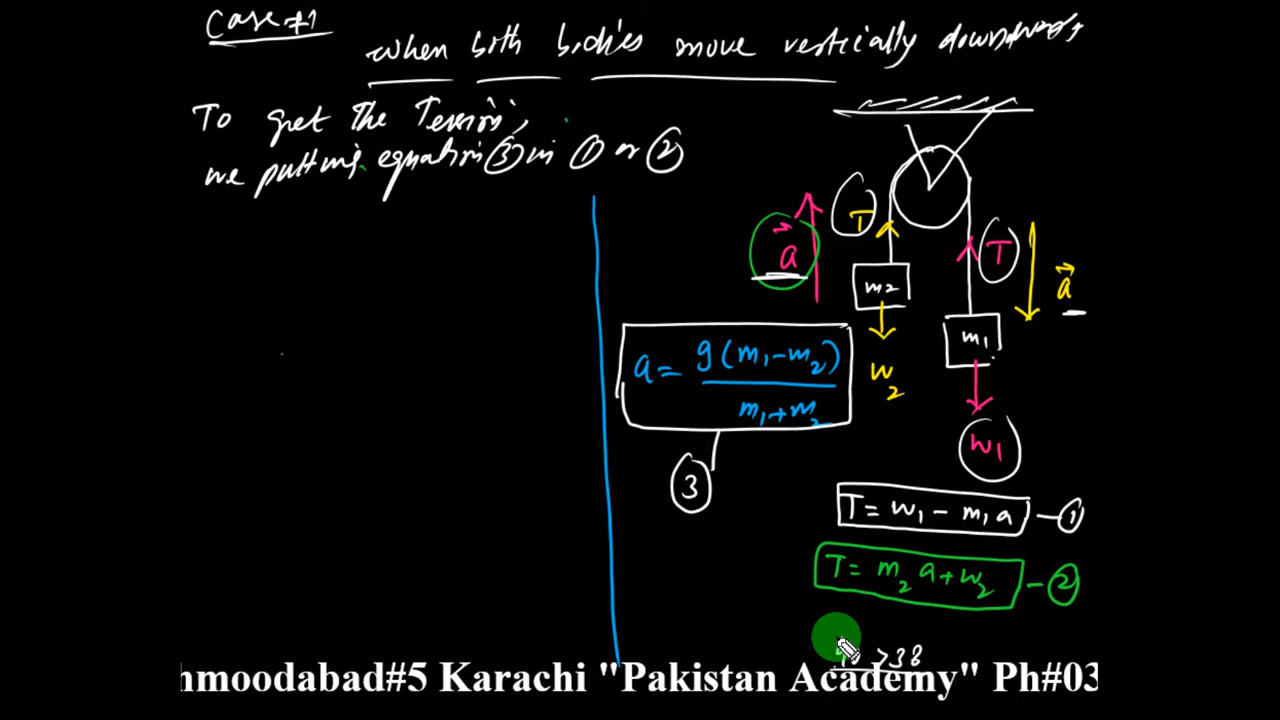 Case #1
when both bodies move vertically downwards
To get the Tension,
we putting equation ③ in ① or ②
T
T
a
a
m2
m1
w2
w1
a = g(m1-m2)
m1+m2
③
T = w1 - m1a - ①
T = m2 a + w2 - ②
>38
hmoodabad#5 Karachi "Pakistan Academy" Ph#03